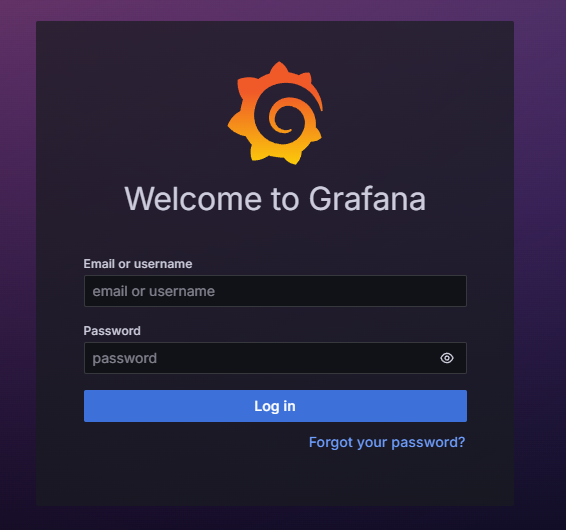 Welcome to Grafana
Email or username
email or username
Password
password
Log in
Forgot your password?